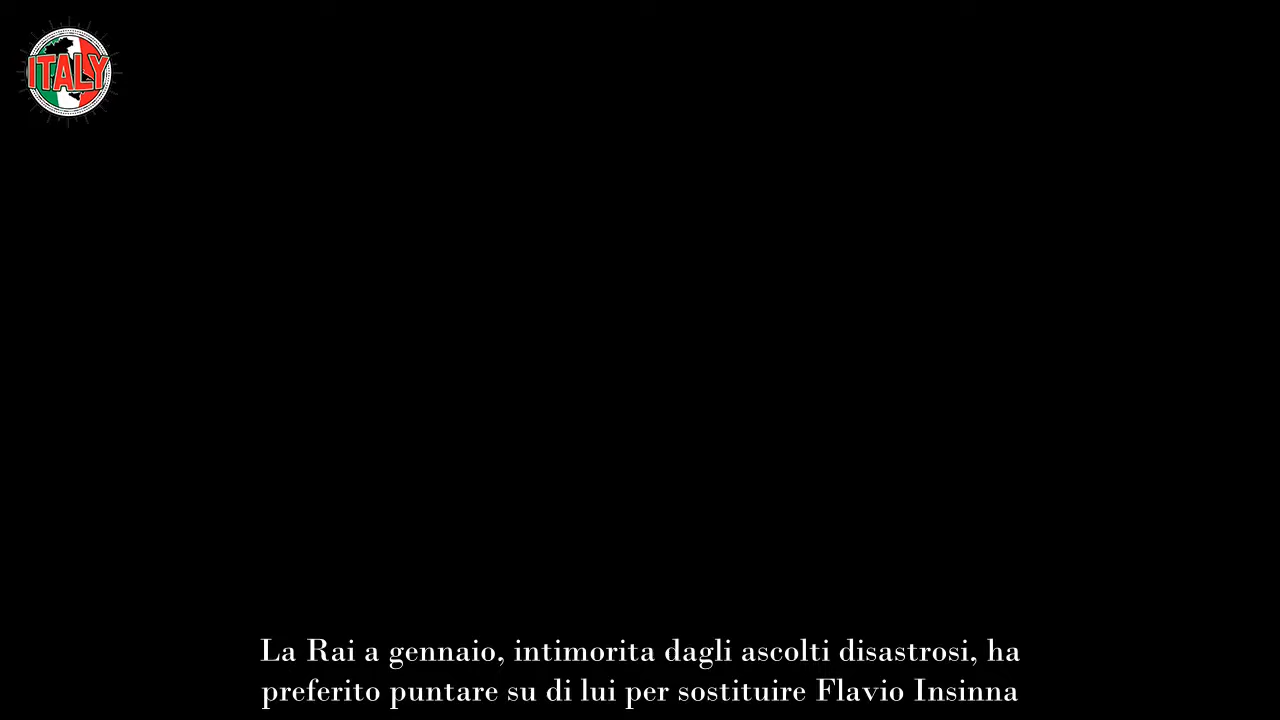 ITALY
La Rai a gennaio, intimorita dagli ascolti disastrosi, ha
preferito puntare su di lui per sostituire Flavio Insinna